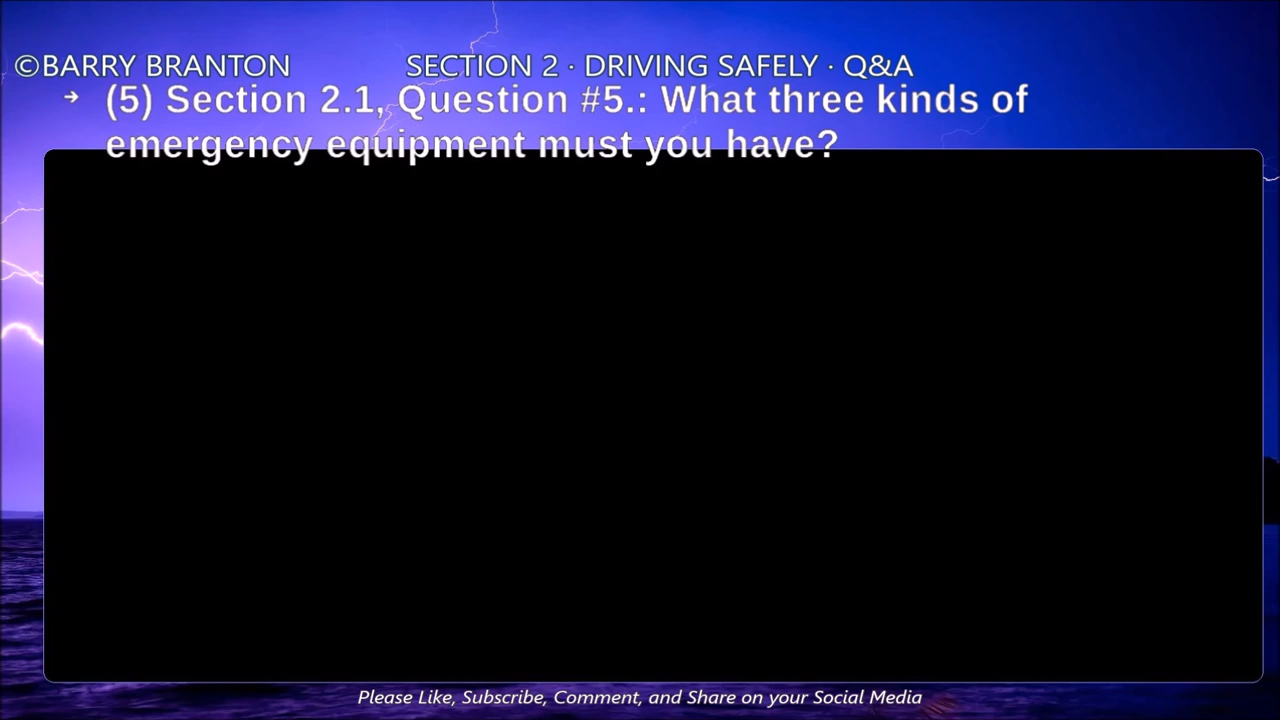 ©BARRY BRANTON SECTION 2 · DRIVING SAFELY · Q&A
→ (5) Section 2.1, Question #5.: What three kinds of
emergency equipment must you have?
Please Like, Subscribe, Comment, and Share on your Social Media